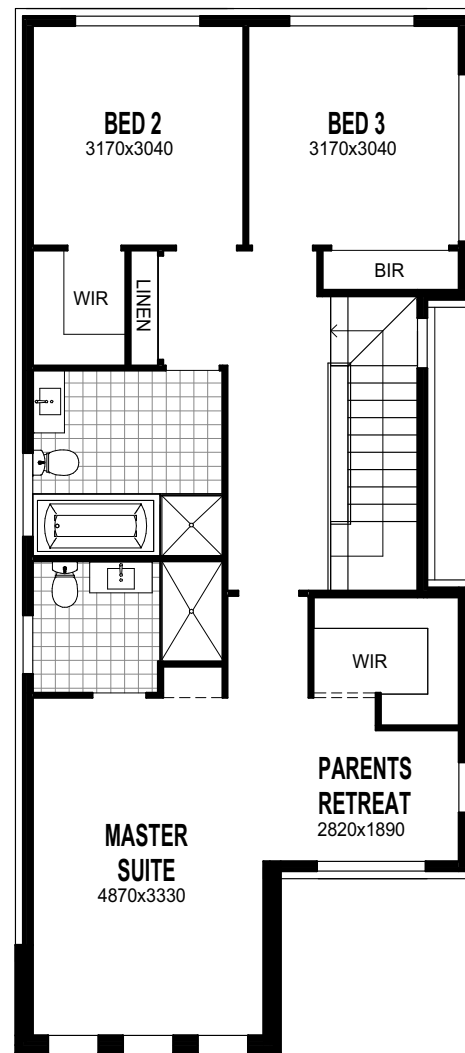 BED 2
3170x3040
BED 3
3170x3040
WIR
LINEN
BIR
WIR
PARENTS
RETREAT
2820x1890
MASTER
SUITE
4870x3330